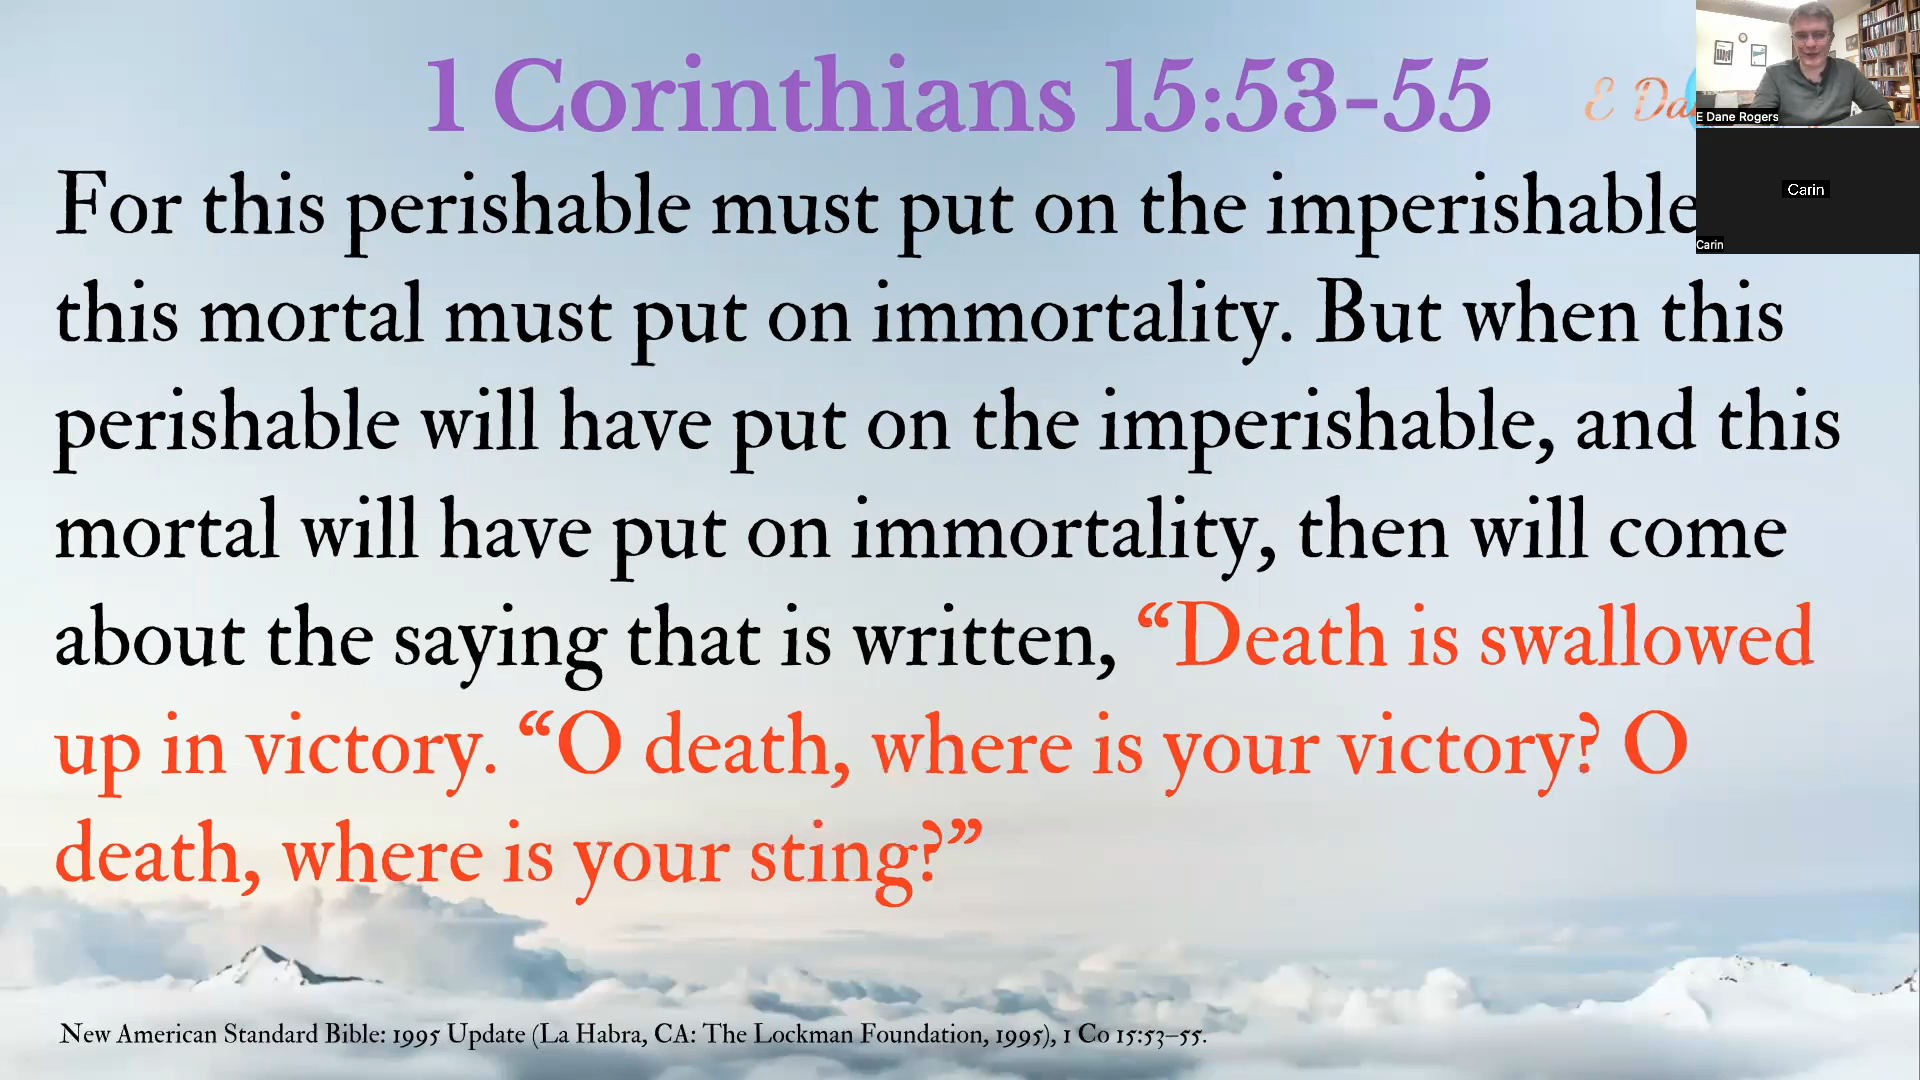 1 Corinthians 15:53-55
E Da
E Dane Rogers
Carin
Carin
For this perishable must put on the imperishable
this mortal must put on immortality. But when this
perishable will have put on the imperishable, and this
mortal will have put on immortality, then will come
about the saying that is written, “Death is swallowed
up in victory. “O death, where is your victory? O
death, where is your sting?”
New American Standard Bible: 1995 Update (La Habra, CA: The Lockman Foundation, 1995), 1 Co 15:53–55.